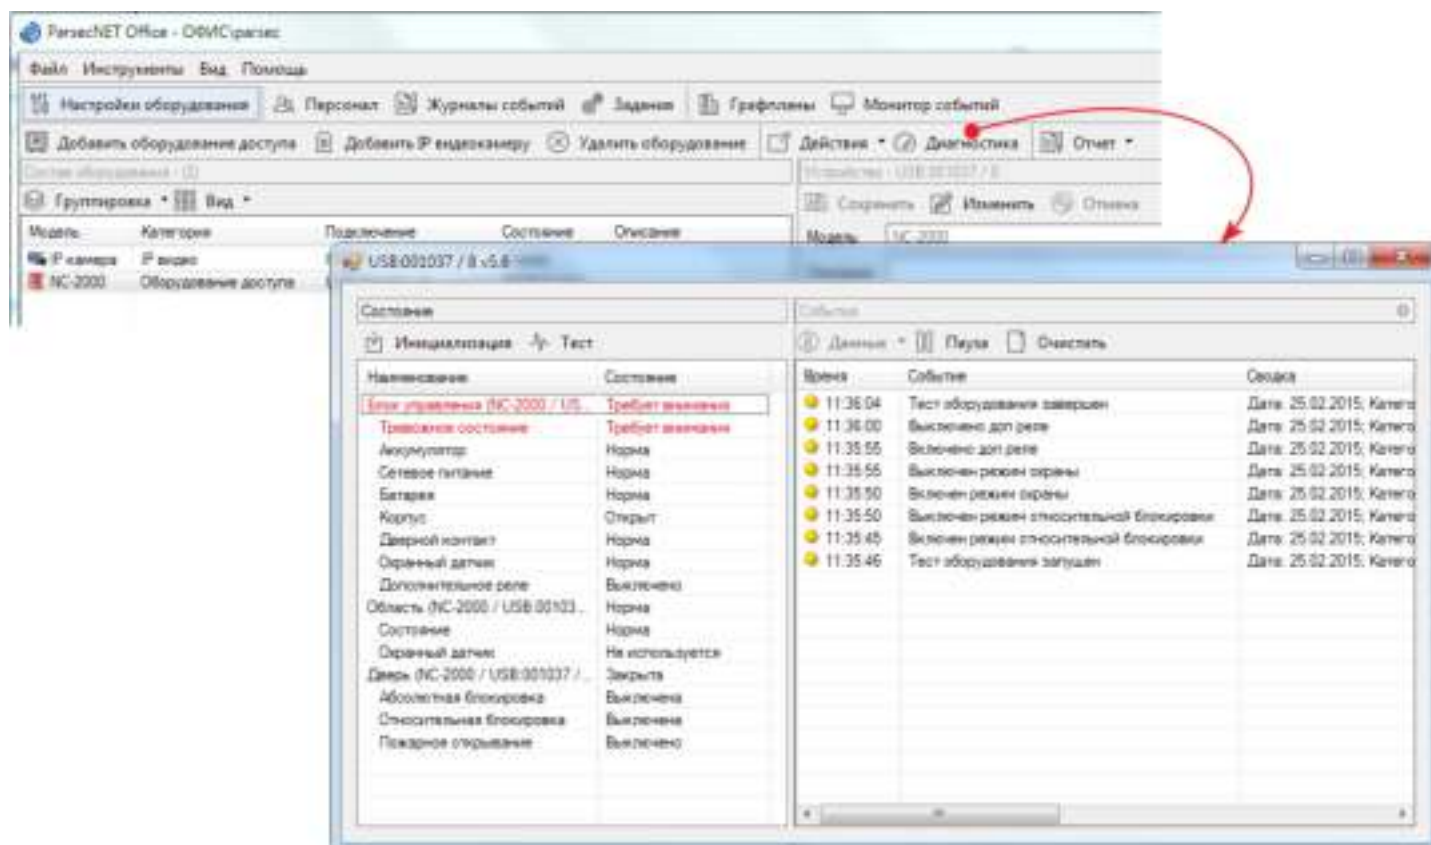 ParsecNET Office - ОФИС\parsec
Файл Инструменты Вид Помощь
Настройки оборудования Персонал Журналы событий Задания Графпланы Монитор событий
Добавить оборудование доступа Добавить IP видеокамеру Удалить оборудование Действия Диагностика Отчет
Состав оборудования - (2) Устройство - USB:001037 / 8
Группировка Вид Сохранить Изменить Отмена
Модель Категория Подключение Состояние Описание Модель NC-2000
IP камера IP видео
NC-2000 Оборудование доступа
USB:001037 / 8 v5.8
Состояние События
Инициализация Тест Данные Пауза Очистить
Наименование Состояние Время Событие Сводка
Блок управления (NC-2000 / US... Требует внимания 11:36:04 Тест оборудования завершен Дата: 25.02.2015; Катего
Тревожное состояние Требует внимания 11:36:00 Выключено доп реле Дата: 25.02.2015; Катего
Аккумулятор Норма 11:35:55 Включено доп реле Дата: 25.02.2015; Катего
Сетевое питание Норма 11:35:55 Выключен режим охраны Дата: 25.02.2015; Катего
Батарея Норма 11:35:50 Включен режим охраны Дата: 25.02.2015; Катего
Корпус Открыт 11:35:50 Выключен режим относительной блокировки Дата: 25.02.2015; Катего
Дверной контакт Норма 11:35:45 Включен режим относительной блокировки Дата: 25.02.2015; Катего
Охранный датчик Норма 11:35:46 Тест оборудования запущен Дата: 25.02.2015; Катего
Дополнительное реле Выключено
Область (NC-2000 / USB:00103... Норма
Состояние Норма
Охранный датчик Не используется
Дверь (NC-2000 / USB:001037 /... Закрыта
Абсолютная блокировка Выключена
Относительная блокировка Выключена
Пожарное открывание Выключено